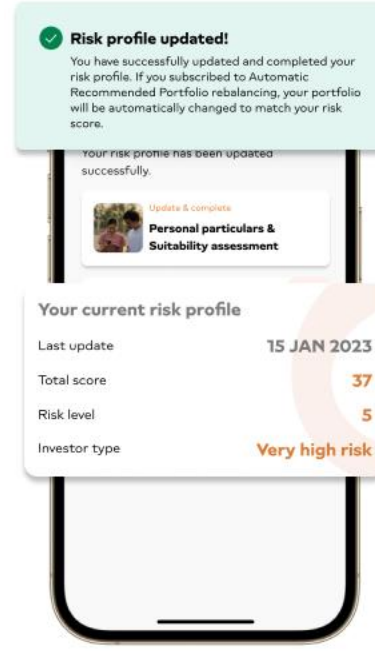 Risk profile updated!
You have successfully updated and completed your
risk profile. If you subscribed to Automatic
Recommended Portfolio rebalancing, your portfolio
will be automatically changed to match your risk
score.
Your risk profile has been updated
successfully.
Update & complete
Personal particulars &
Suitability assessment
Your current risk profile
Last update 15 JAN 2023
Total score 37
Risk level 5
Investor type Very high risk